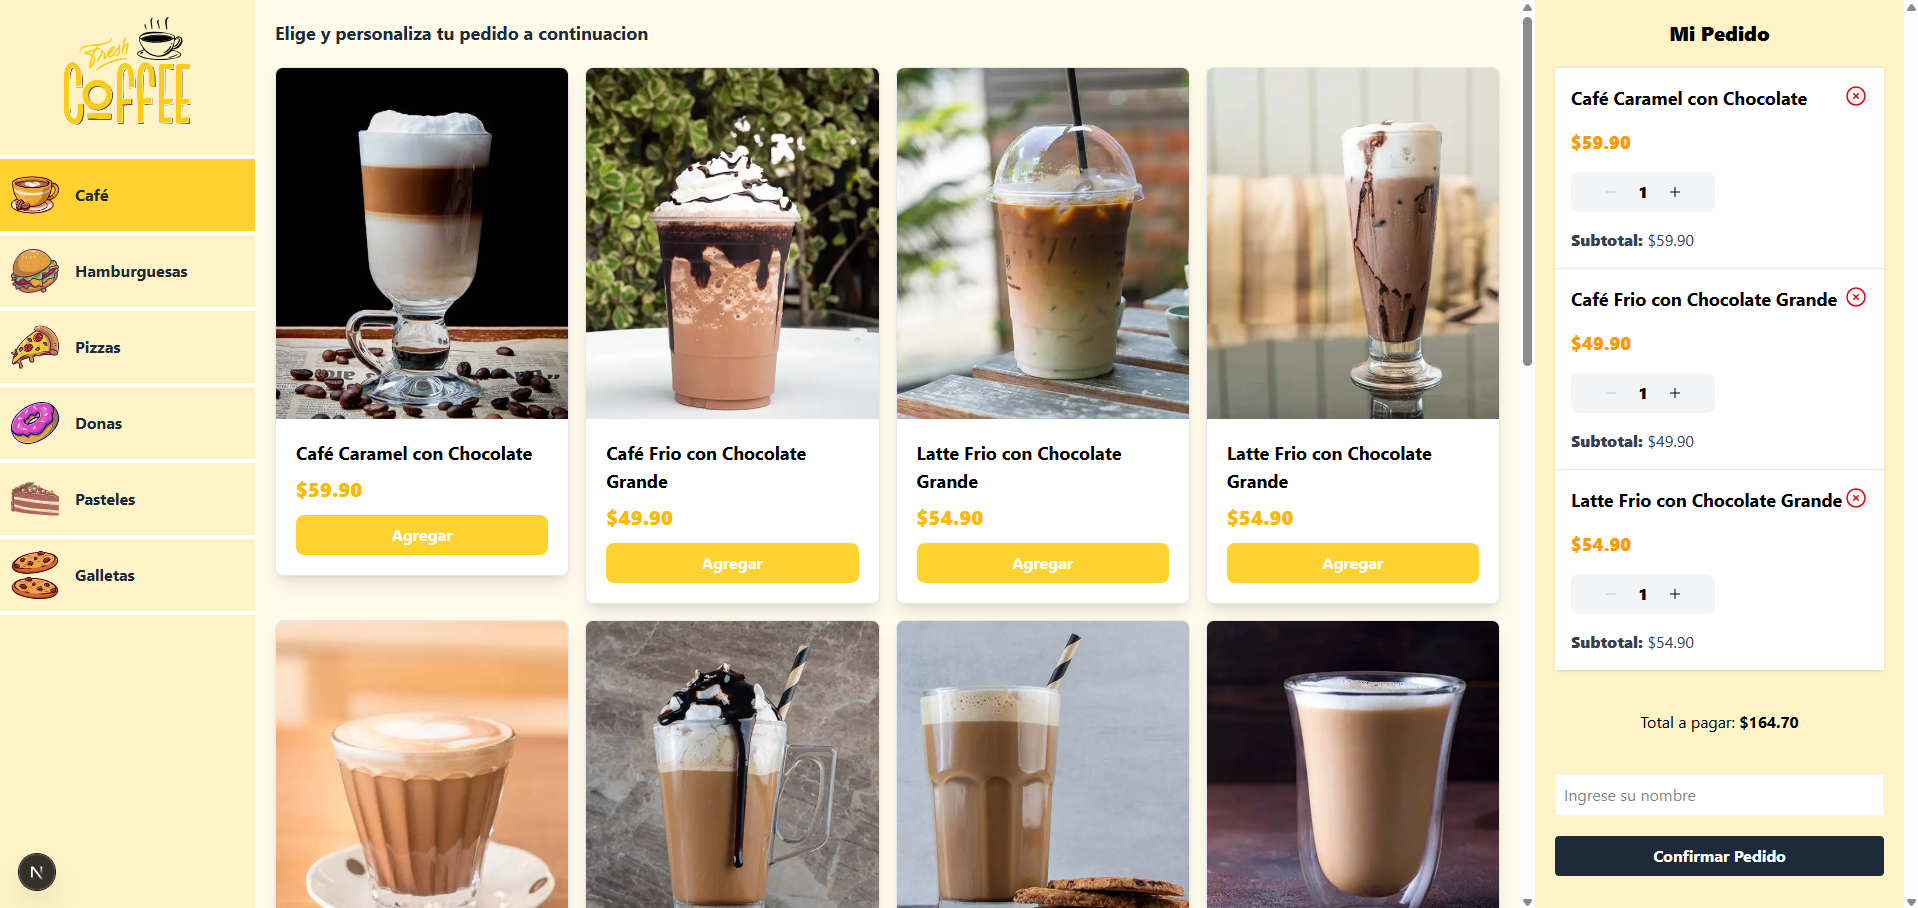 Fresh
COFFEE
Café
Hamburguesas
Pizzas
Donas
Pasteles
Galletas
N
Elige y personaliza tu pedido a continuacion
Café Caramel con Chocolate
$59.90
Agregar
Café Frio con Chocolate
Grande
$49.90
Agregar
Latte Frio con Chocolate
Grande
$54.90
Agregar
Latte Frio con Chocolate
Grande
$54.90
Agregar
Mi Pedido
Café Caramel con Chocolate
$59.90
1
Subtotal: $59.90
Café Frio con Chocolate Grande
$49.90
1
Subtotal: $49.90
Latte Frio con Chocolate Grande
$54.90
1
Subtotal: $54.90
Total a pagar: $164.70
Ingrese su nombre
Confirmar Pedido